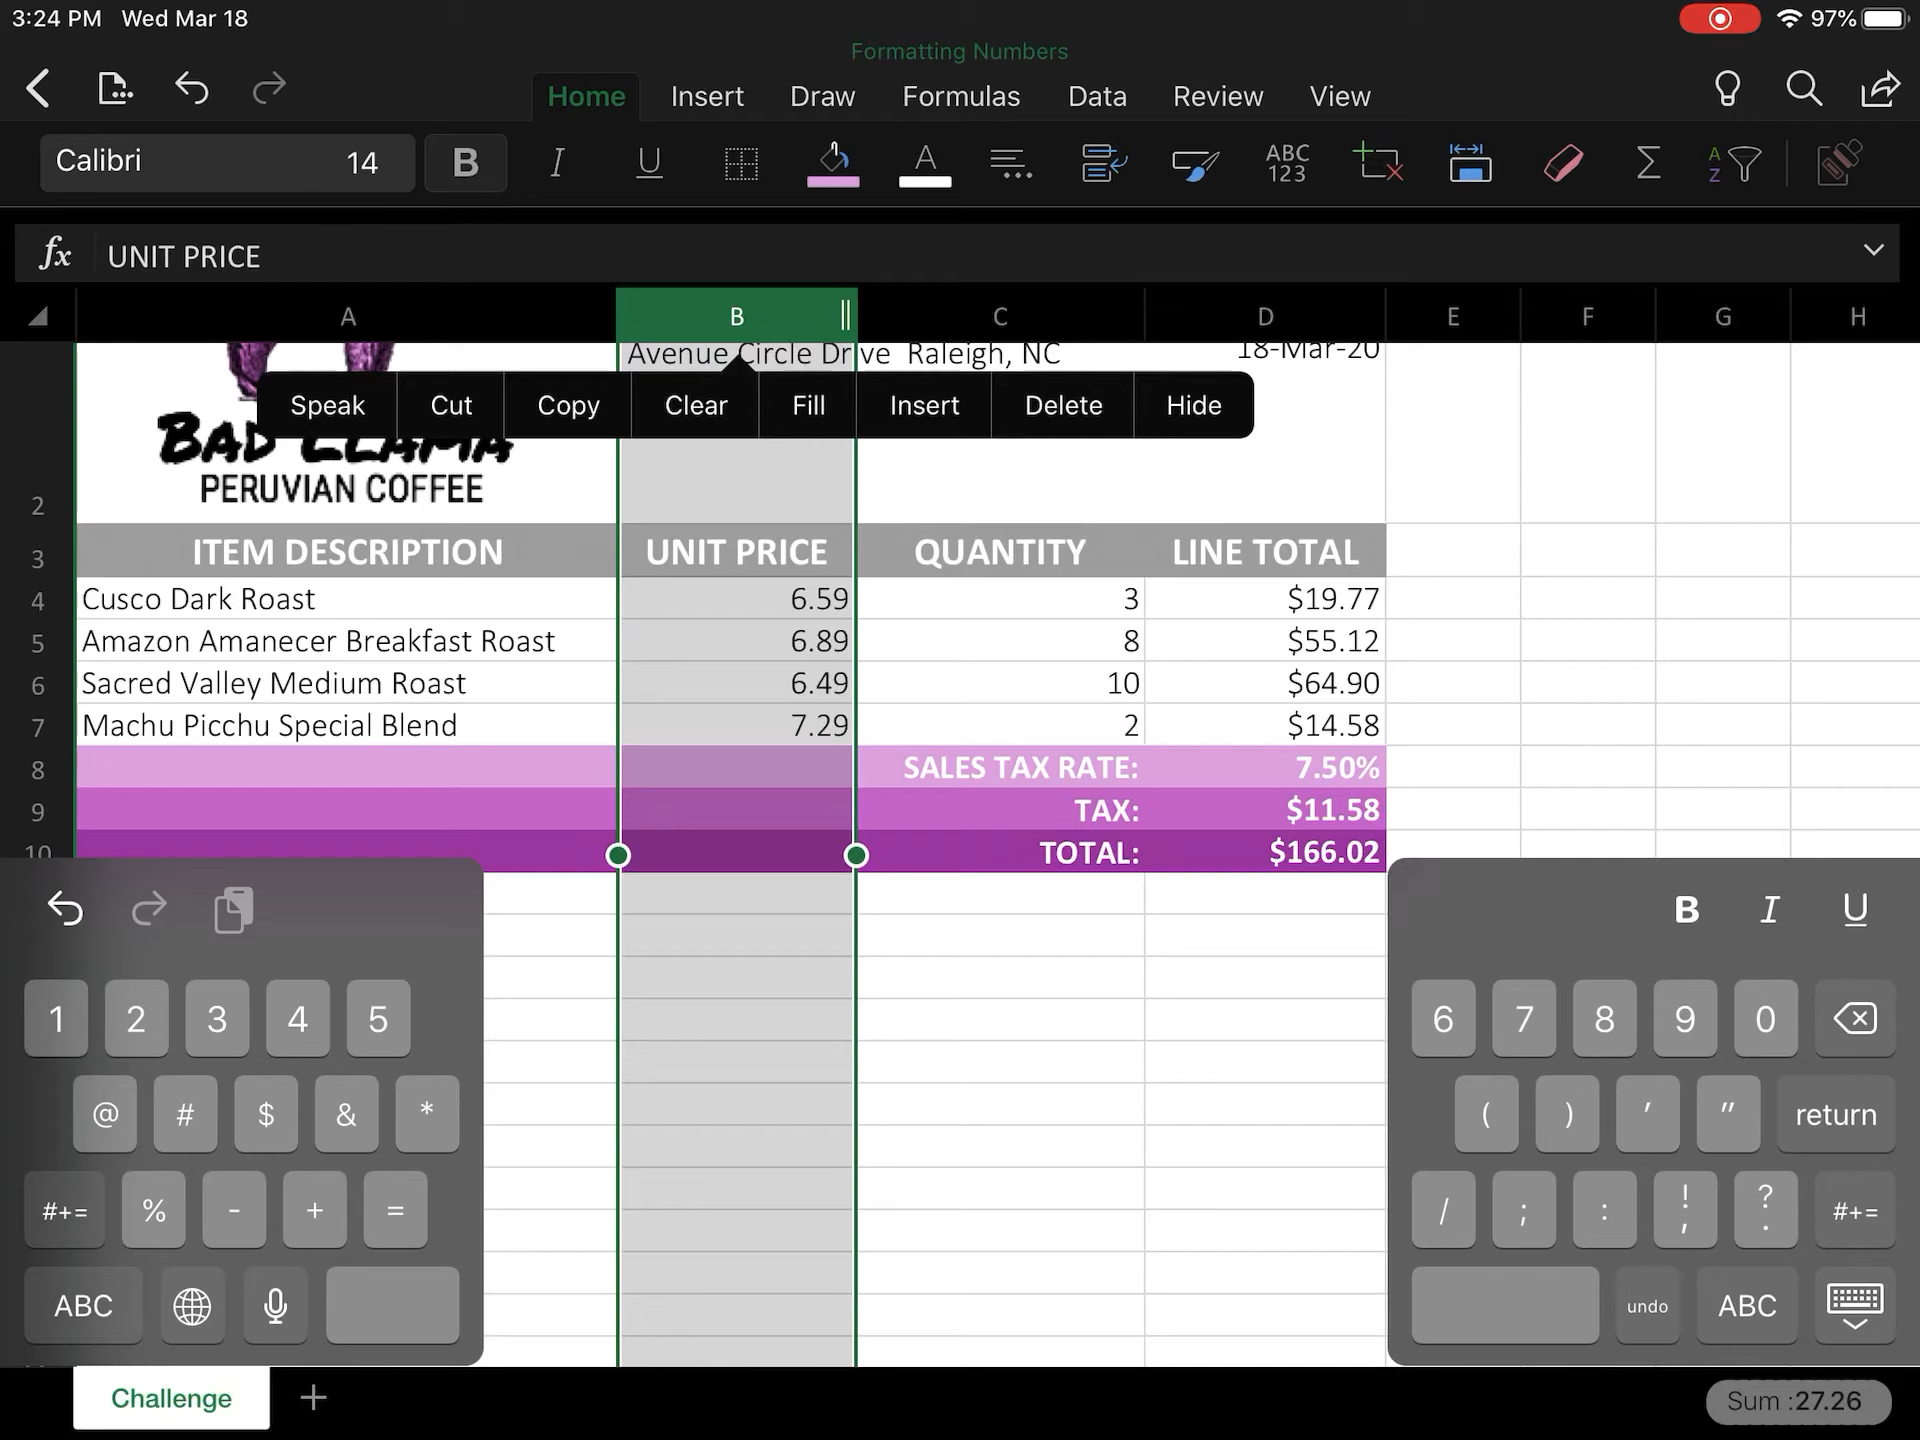 3:24 PM Wed Mar 18 97%
Formatting Numbers
Home Insert Draw Formulas Data Review View
Calibri 14 B I U A ABC 123 Σ A Z
fx UNIT PRICE
A B C D E F G H
Avenue Circle Drive Raleigh, NC 18-Mar-20
Speak Cut Copy Clear Fill Insert Delete Hide
BAD LLAMA
PERUVIAN COFFEE
2
3 ITEM DESCRIPTION UNIT PRICE QUANTITY LINE TOTAL
4 Cusco Dark Roast 6.59 3 $19.77
5 Amazon Amanecer Breakfast Roast 6.89 8 $55.12
6 Sacred Valley Medium Roast 6.49 10 $64.90
7 Machu Picchu Special Blend 7.29 2 $14.58
8 SALES TAX RATE: 7.50%
9 TAX: $11.58
10 TOTAL: $166.02
B I U
1 2 3 4 5 6 7 8 9 0
@ # $ & * ( ) ' " return
#+= % - + = / ; : ! , ? . #+=
ABC undo ABC
Challenge + Sum :27.26